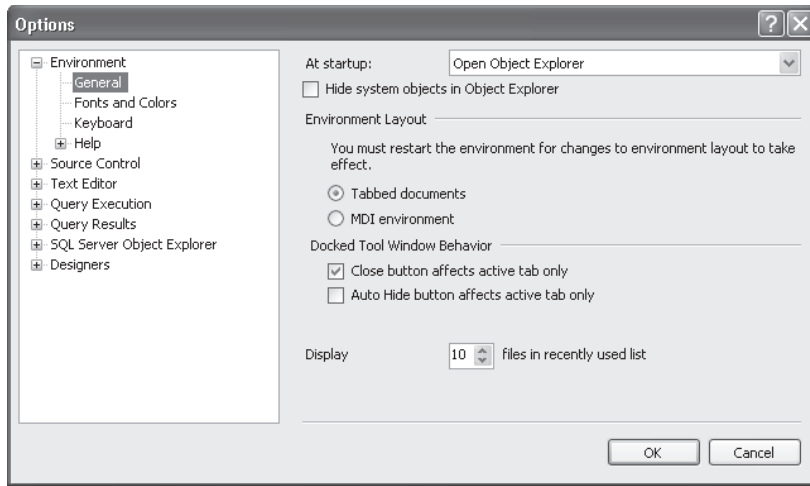 Options
Environment
General
Fonts and Colors
Keyboard
Help
Source Control
Text Editor
Query Execution
Query Results
SQL Server Object Explorer
Designers
At startup: Open Object Explorer
Hide system objects in Object Explorer
Environment Layout
You must restart the environment for changes to environment layout to take
effect.
Tabbed documents
MDI environment
Docked Tool Window Behavior
Close button affects active tab only
Auto Hide button affects active tab only
Display 10 files in recently used list
OK Cancel